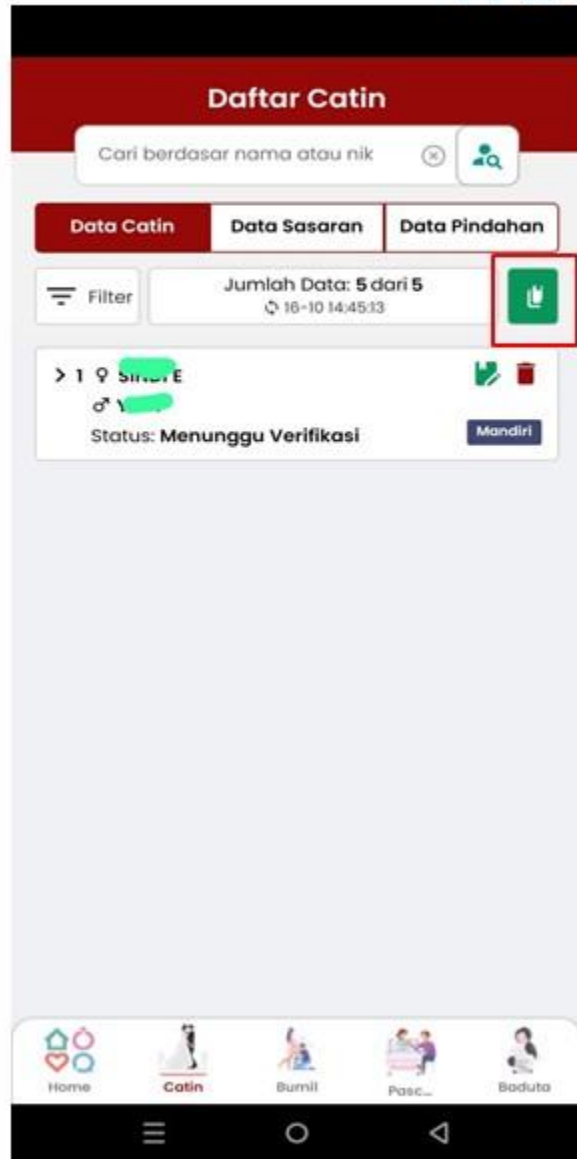 Daftar Catin
Cari berdasar nama atau nik
Data Catin Data Sasaran Data Pindahan
Filter
Jumlah Data: 5 dari 5
16-10 14:45:13
> 1 ♀ E
♂
Status: Menunggu Verifikasi
Mandiri
Home Catin Bumil Pasc... Baduta